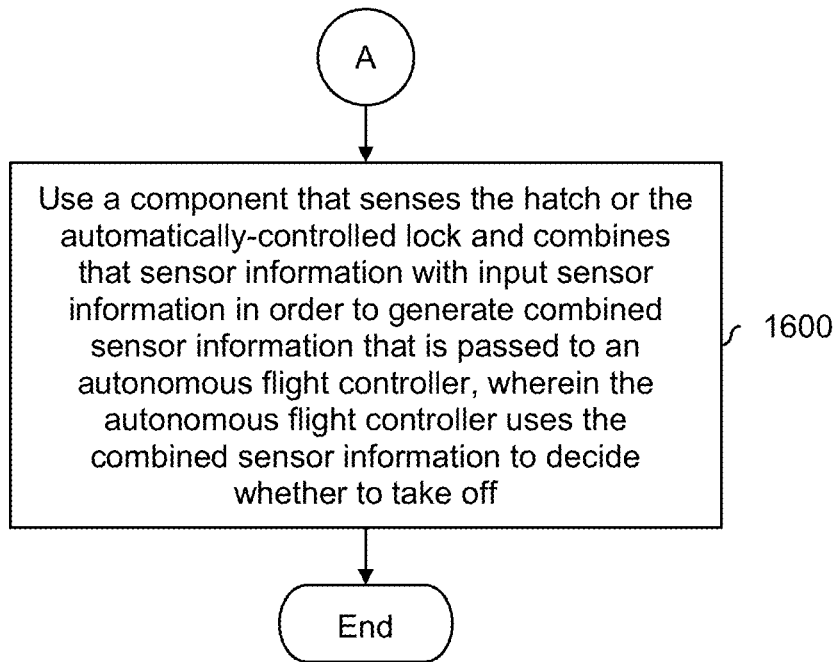 A
Use a component that senses the hatch or the
automatically-controlled lock and combines
that sensor information with input sensor
information in order to generate combined
sensor information that is passed to an
autonomous flight controller, wherein the
autonomous flight controller uses the
combined sensor information to decide
whether to take off
1600
End